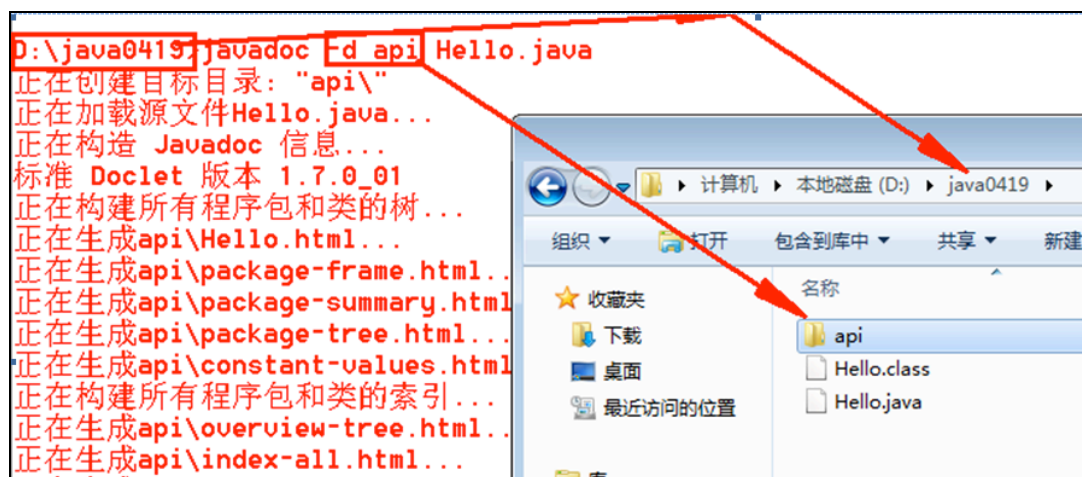 D:\java0419>javadoc -d api Hello.java
正在创建目标目录: "api\"
正在加载源文件Hello.java...
正在构造 Javadoc 信息...
标准 Doclet 版本 1.7.0_01
正在构建所有程序包和类的树...
正在生成api\Hello.html...
正在生成api\package-frame.html..
正在生成api\package-summary.html
正在生成api\package-tree.html...
正在生成api\constant-values.html
正在构建所有程序包和类的索引...
正在生成api\overview-tree.html..
正在生成api\index-all.html...
计算机 本地磁盘 (D:) java0419
组织 打开 包含到库中 共享 新建
收藏夹
下载
桌面
最近访问的位置
名称
api
Hello.class
Hello.java